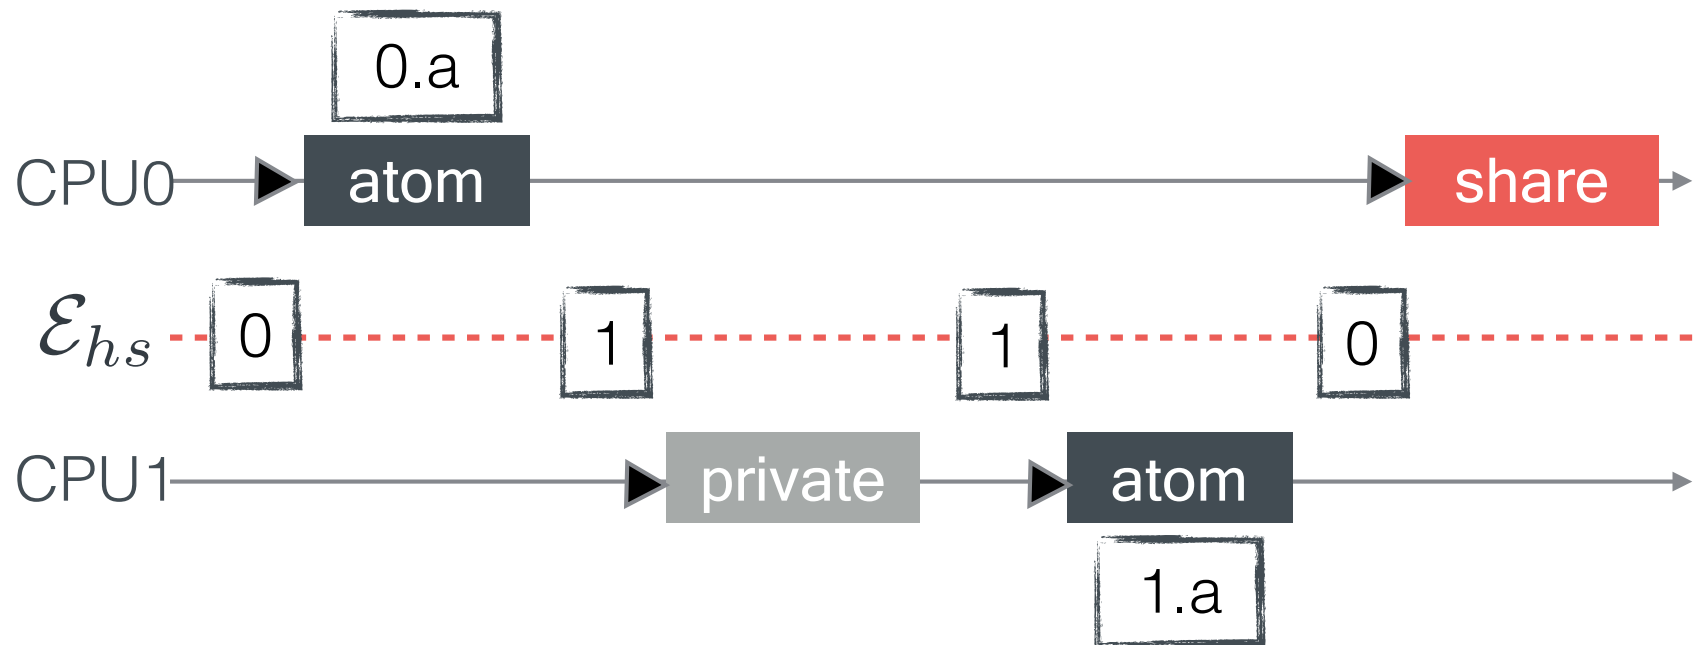 0.a
CPU0 atom share
ℰhs 0 1 1 0
CPU1 private atom
1.a